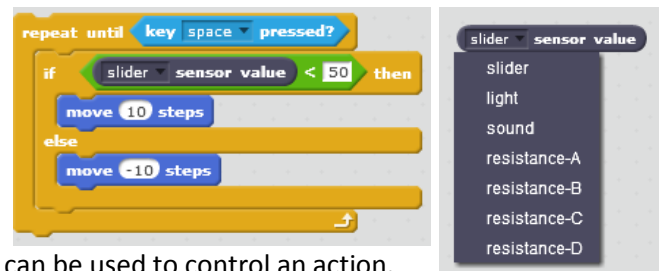 repeat until key space pressed?
if slider sensor value < 50 then
move 10 steps
else
move -10 steps
slider sensor value
slider
light
sound
resistance-A
resistance-B
resistance-C
resistance-D
can be used to control an action.